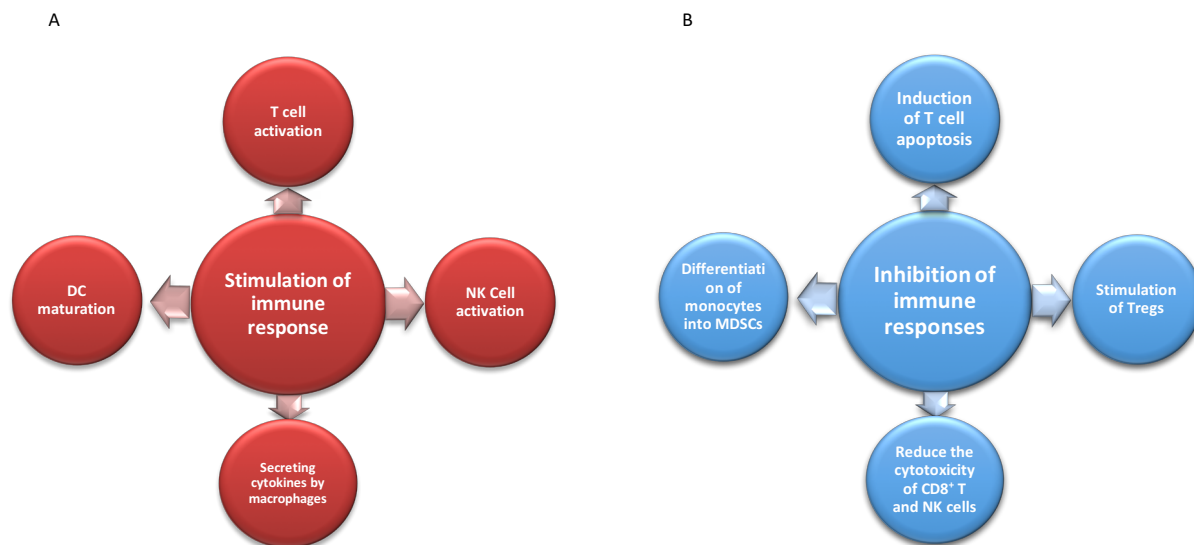 A
T cell
activation
DC
maturation
Stimulation of
immune
response
NK Cell
activation
Secreting
cytokines by
macrophages
B
Induction
of T cell
apoptosis
Differentiati
on of
monocytes
into MDSCs
Inhibition of
immune
responses
Stimulation
of Tregs
Reduce the
cytotoxicity
of CD8⁺ T
and NK cells